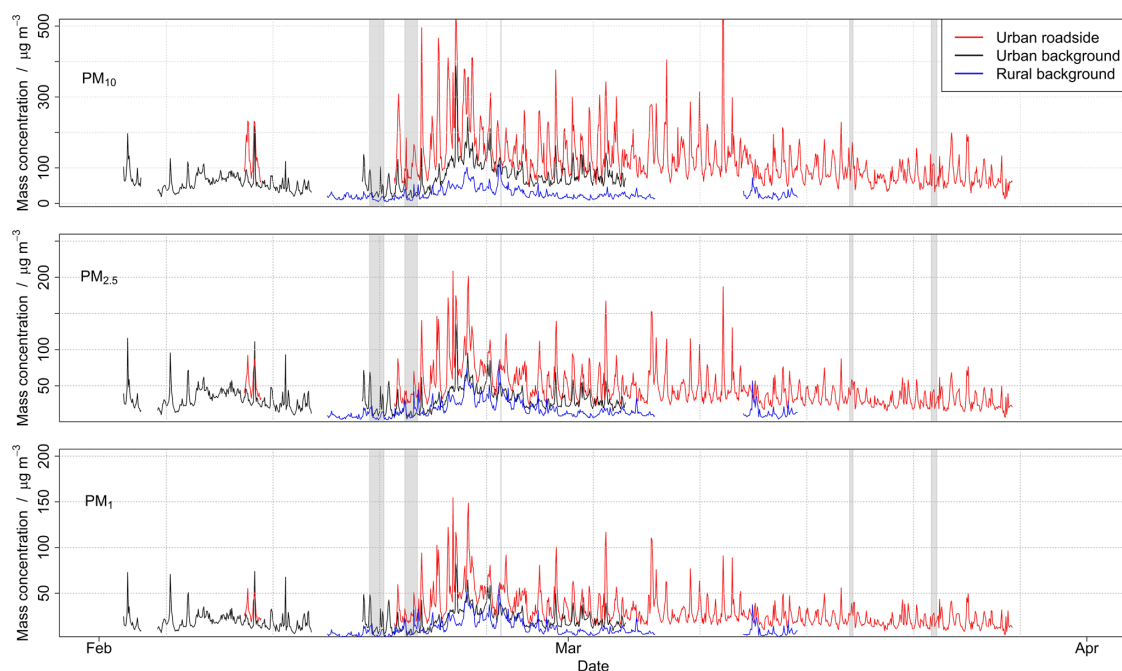 Urban roadside
Urban background
Rural background
PM10
Mass concentration / μg m−3
0
100
300
500
PM2.5
Mass concentration / μg m−3
50
100
200
PM1
Mass concentration / μg m−3
50
100
150
200
Feb
Mar
Apr
Date